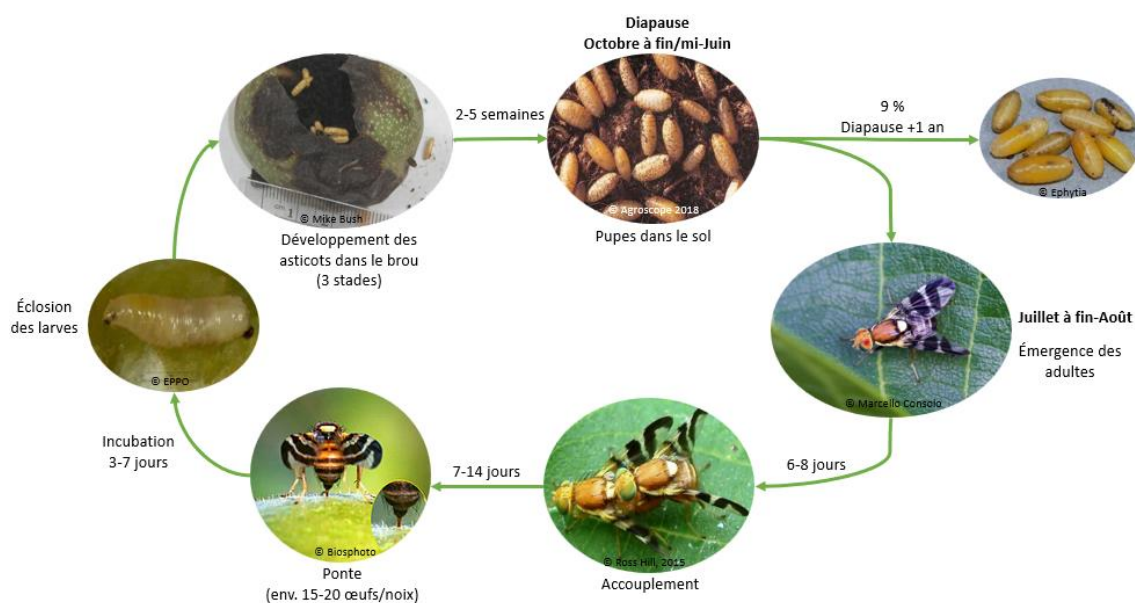 Diapause
Octobre à fin/mi-Juin
2-5 semaines
9 %
Diapause +1 an
© Mike Bush
© Agroscope 2018
© Ephytia
Développement des
asticots dans le brou
(3 stades)
Pupes dans le sol
Éclosion
des larves
© EPPO
Juillet à fin-Août
Émergence des
adultes
© Marcello Consolo
Incubation
3-7 jours
7-14 jours
6-8 jours
© Biosphoto
© Ross Hill, 2015
Ponte
(env. 15-20 œufs/noix)
Accouplement